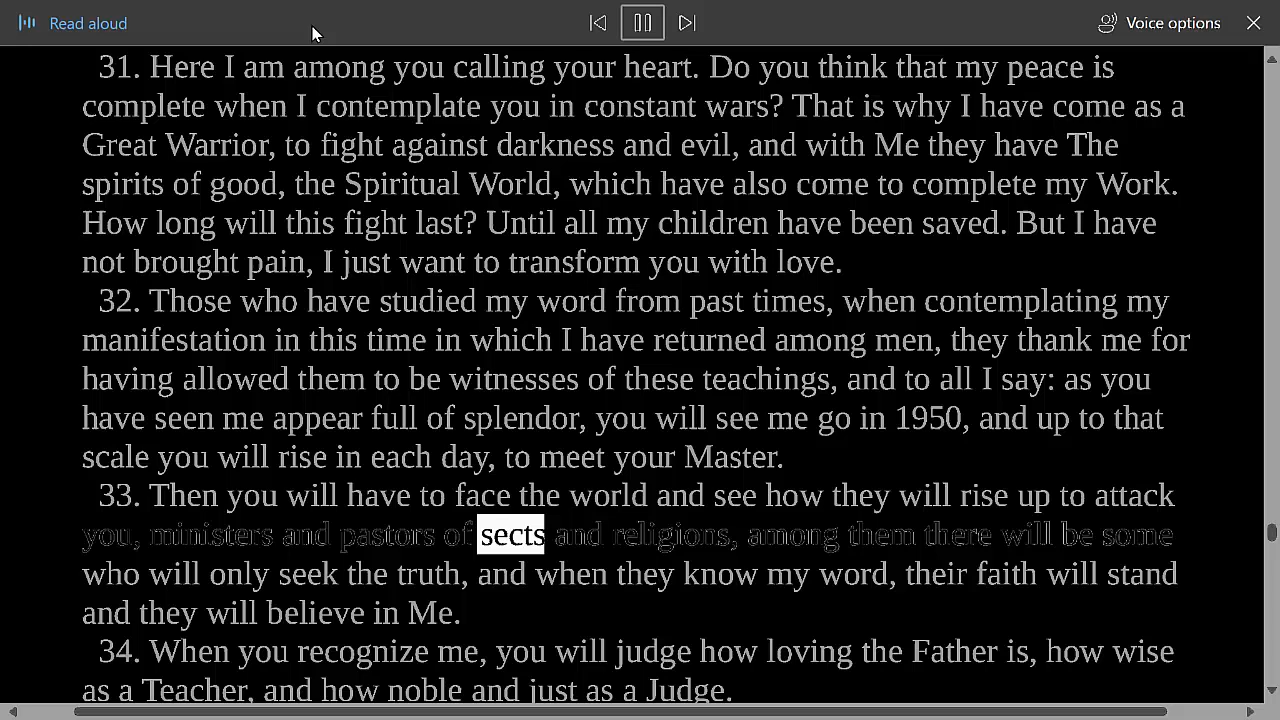 Read aloud
Voice options
31. Here I am among you calling your heart. Do you think that my peace is
complete when I contemplate you in constant wars? That is why I have come as a
Great Warrior, to fight against darkness and evil, and with Me they have The
spirits of good, the Spiritual World, which have also come to complete my Work.
How long will this fight last? Until all my children have been saved. But I have
not brought pain, I just want to transform you with love.
32. Those who have studied my word from past times, when contemplating my
manifestation in this time in which I have returned among men, they thank me for
having allowed them to be witnesses of these teachings, and to all I say: as you
have seen me appear full of splendor, you will see me go in 1950, and up to that
scale you will rise in each day, to meet your Master.
33. Then you will have to face the world and see how they will rise up to attack
you, ministers and pastors of sects and religions, among them there will be some
who will only seek the truth, and when they know my word, their faith will stand
and they will believe in Me.
34. When you recognize me, you will judge how loving the Father is, how wise
as a Teacher, and how noble and just as a Judge.